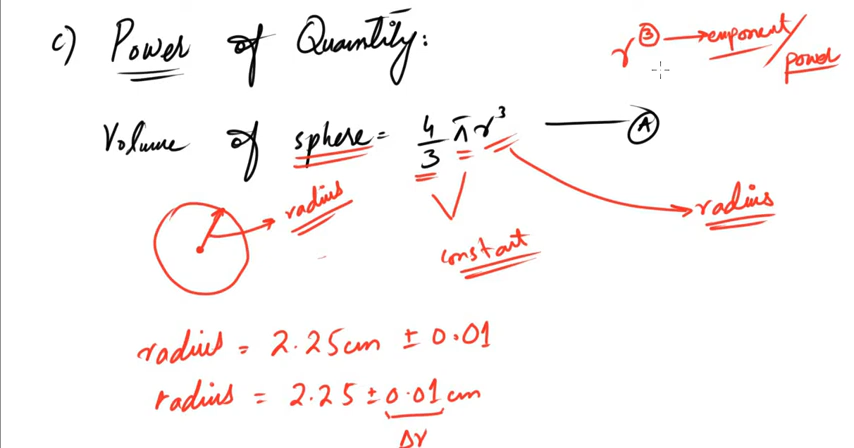 c) Power of Quantity:
r³ → exponent/
power
Volume of sphere = 4/3 πr³ — A
radius
radius
constant
radius = 2.25cm ± 0.01
radius = 2.25 ± 0.01 cm
Δr